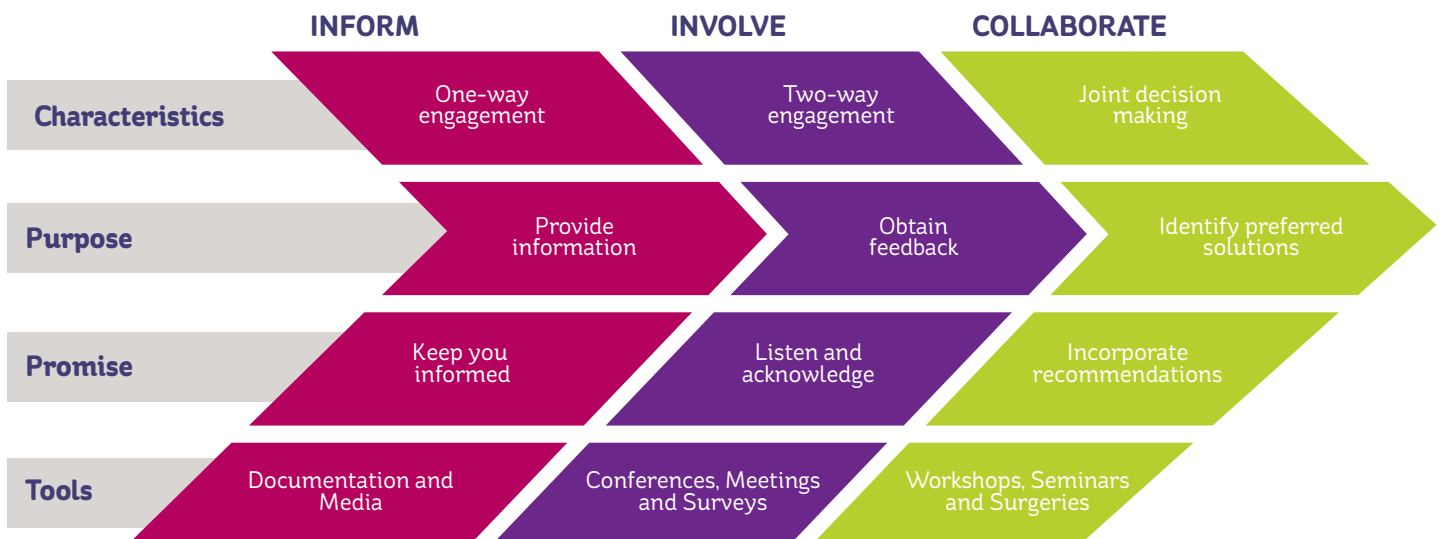 INFORM
INVOLVE
COLLABORATE
Characteristics
One-way
engagement
Two-way
engagement
Joint decision
making
Purpose
Provide
information
Obtain
feedback
Identify preferred
solutions
Promise
Keep you
informed
Listen and
acknowledge
Incorporate
recommendations
Tools
Documentation and
Media
Conferences, Meetings
and Surveys
Workshops, Seminars
and Surgeries